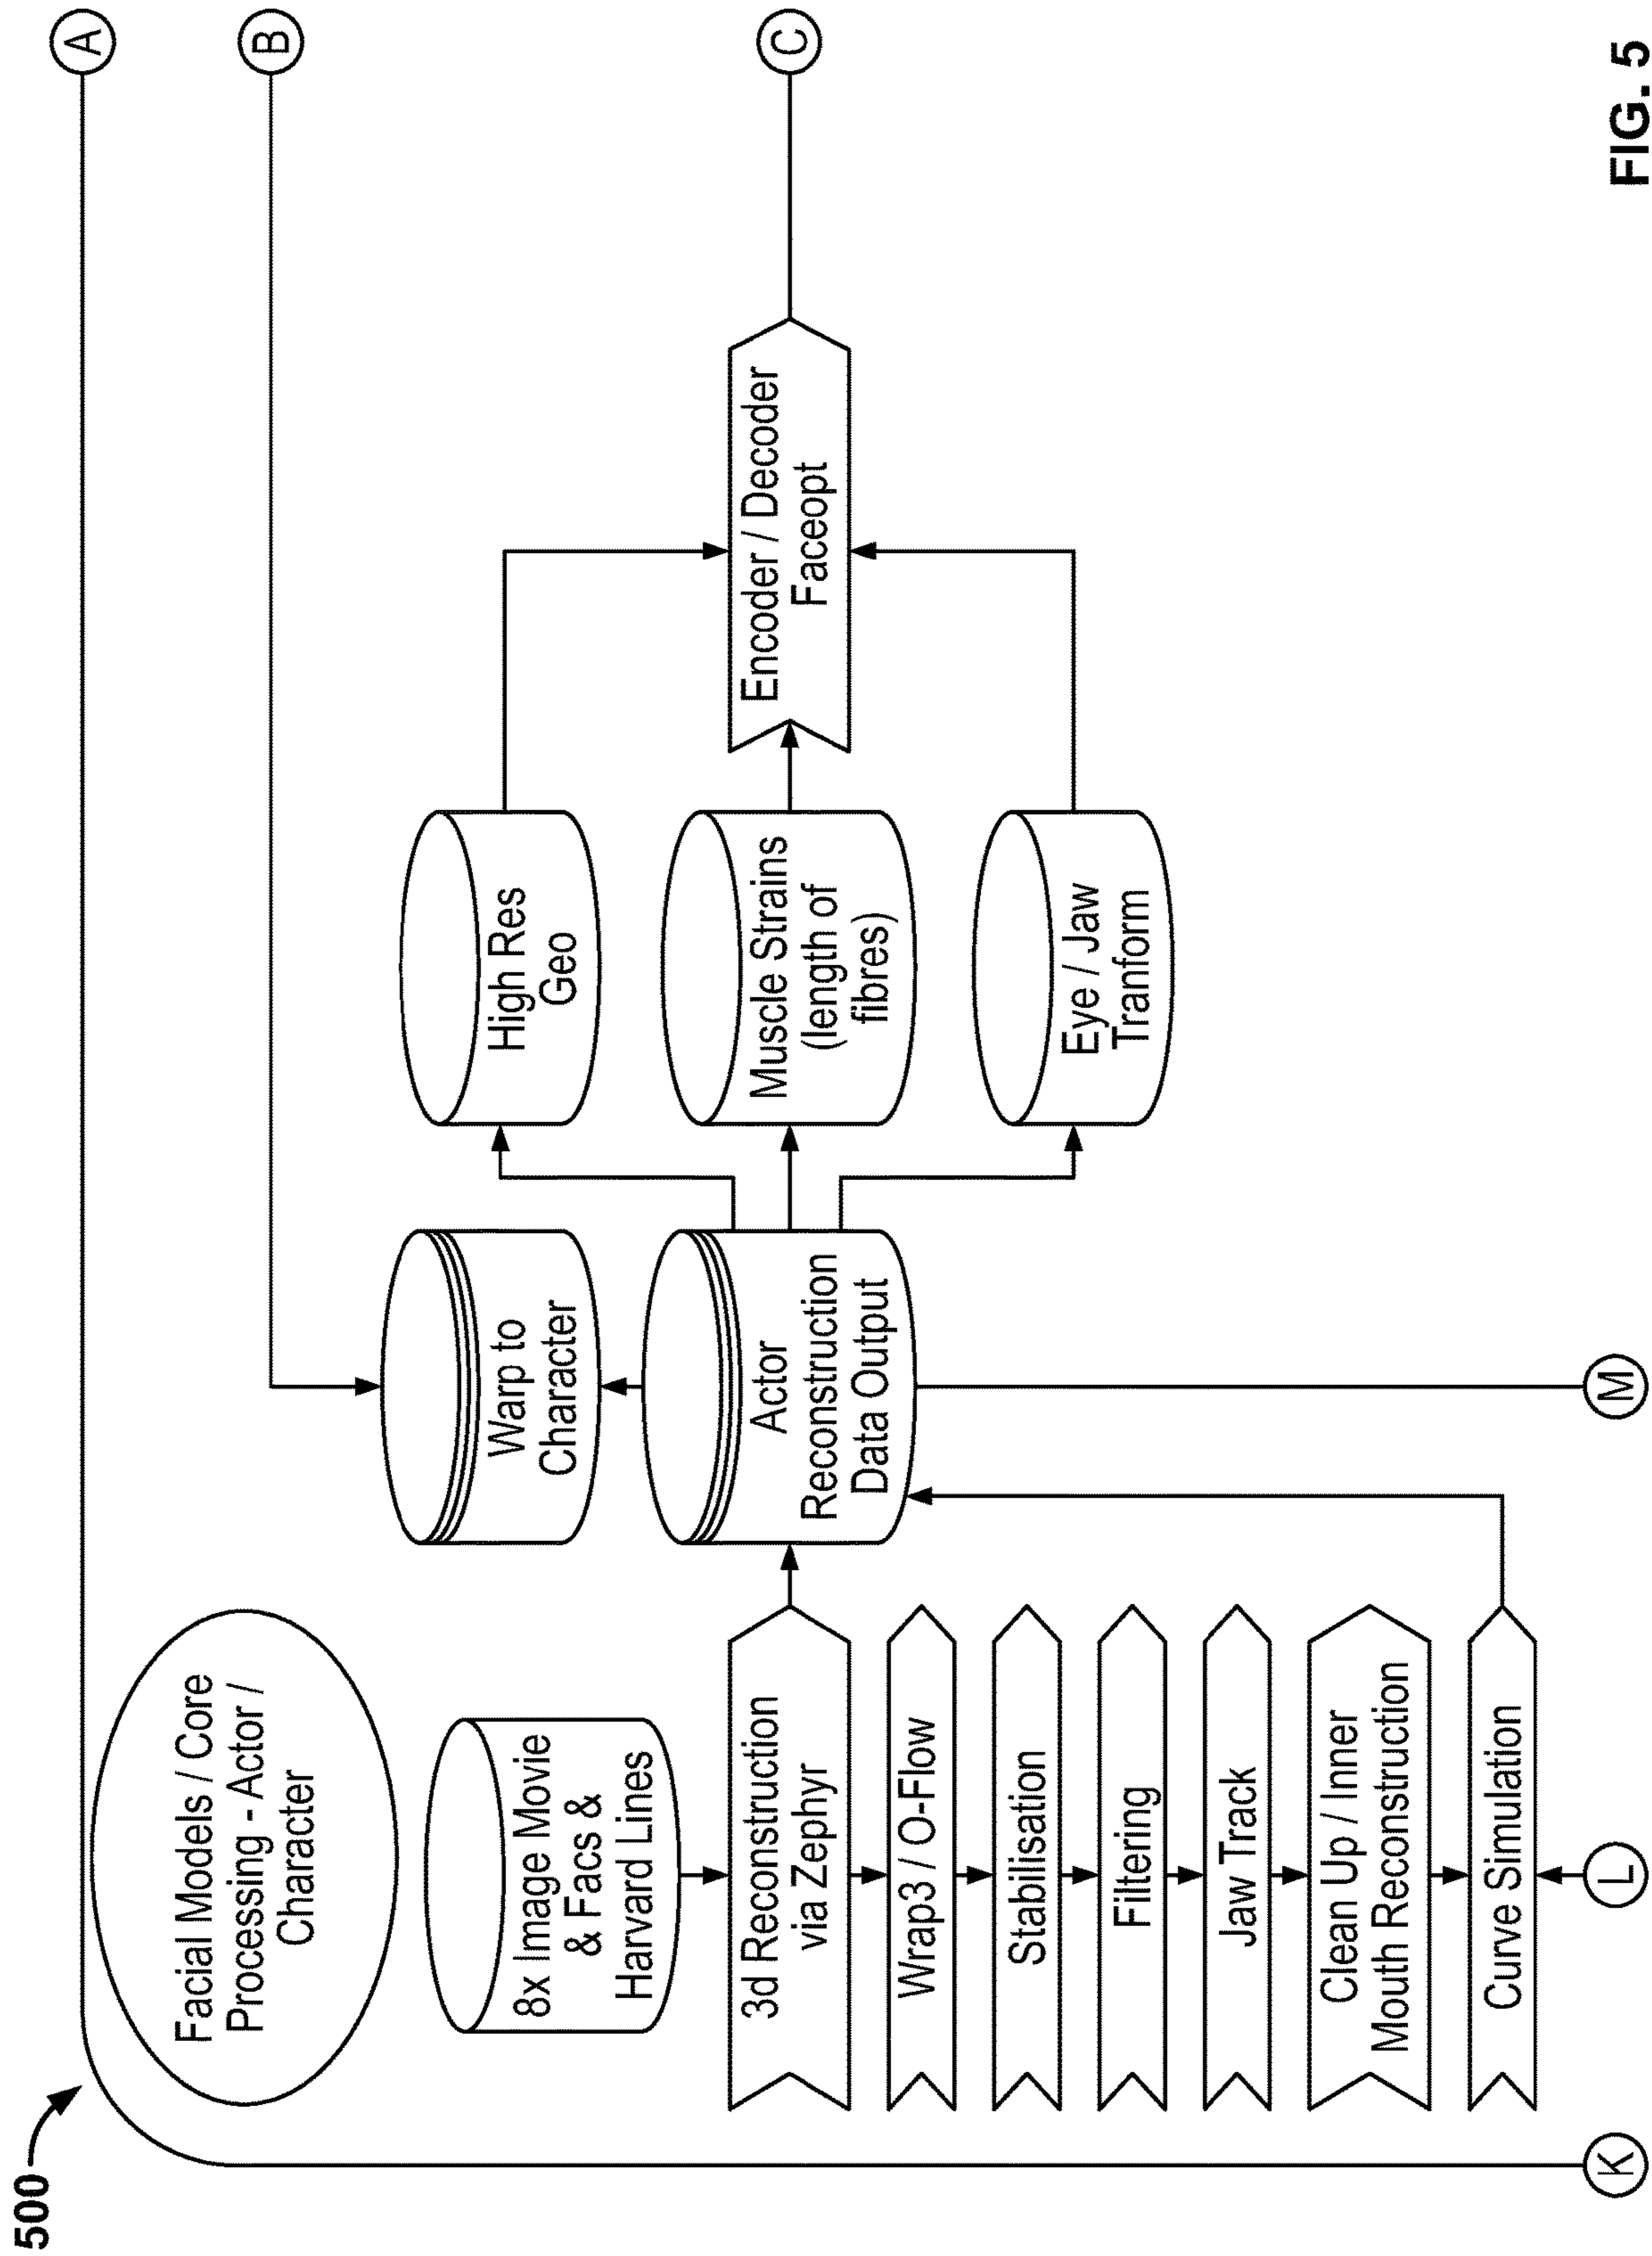 500
A
B
C
Facial Models / Core
Processing - Actor /
Character
8x Image Movie
& Facs &
Harvard Lines
3d Reconstruction
via Zephyr
Wrap3 / O-Flow
Stabilisation
Filtering
Jaw Track
Clean Up / Inner
Mouth Reconstruction
Curve Simulation
Warp to
Character
Actor
Reconstruction
Data Output
High Res
Geo
Muscle Strains
(length of
fibres)
Eye / Jaw
Tranform
Encoder / Decoder
Faceopt
K
L
M
FIG. 5